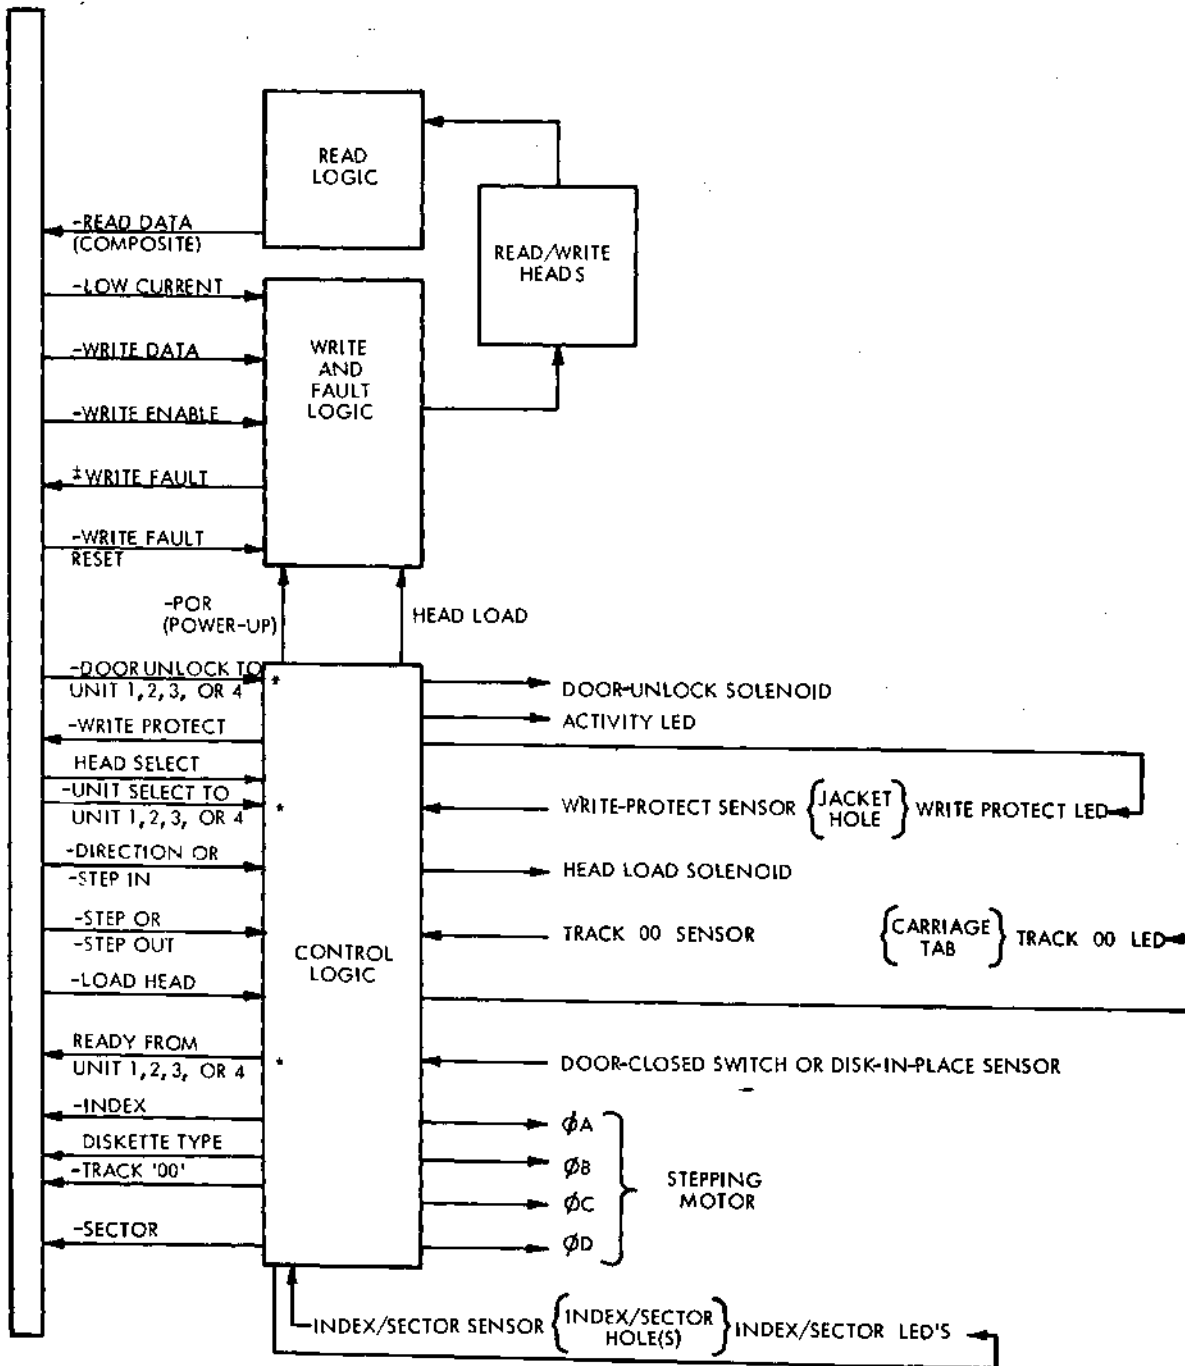 READ
LOGIC
READ/WRITE
HEADS
-READ DATA
(COMPOSITE)
-LOW CURRENT
-WRITE DATA
-WRITE ENABLE
±WRITE FAULT
-WRITE FAULT
RESET
WRITE
AND
FAULT
LOGIC
-POR
(POWER-UP)
HEAD LOAD
-DOOR UNLOCK TO
UNIT 1, 2, 3, OR 4 *
-WRITE PROTECT
HEAD SELECT
-UNIT SELECT TO *
UNIT 1, 2, 3, OR 4
-DIRECTION OR
-STEP IN
-STEP OR
-STEP OUT
-LOAD HEAD
READY FROM
UNIT 1, 2, 3, OR 4 *
-INDEX
DISKETTE TYPE
-TRACK '00'
-SECTOR
CONTROL
LOGIC
DOOR-UNLOCK SOLENOID
ACTIVITY LED
WRITE-PROTECT SENSOR {JACKET HOLE} WRITE PROTECT LED
HEAD LOAD SOLENOID
TRACK 00 SENSOR {CARRIAGE TAB} TRACK 00 LED
DOOR-CLOSED SWITCH OR DISK-IN-PLACE SENSOR
ØA
ØB
ØC
ØD
STEPPING
MOTOR
INDEX/SECTOR SENSOR {INDEX/SECTOR HOLE(S)} INDEX/SECTOR LED'S